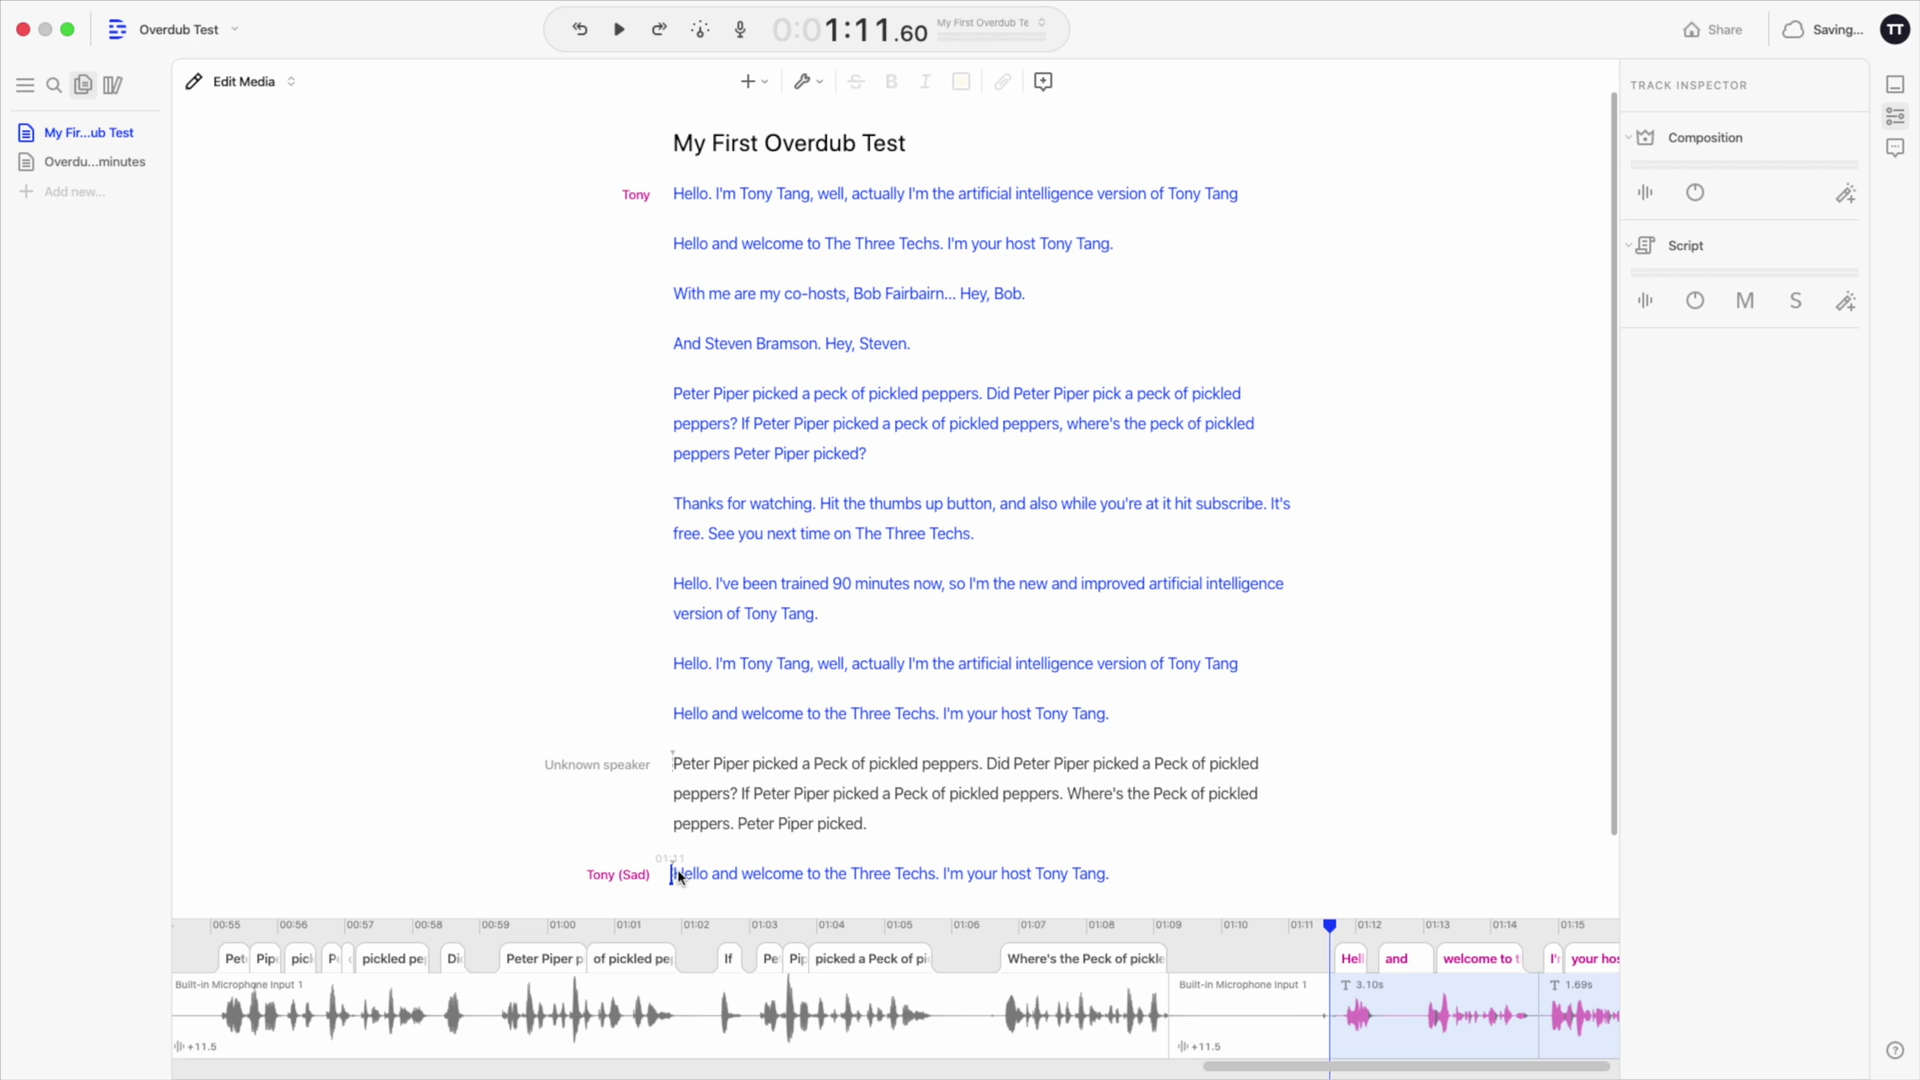 Overdub Test
0:01:11.60
My First Overdub Te
Share
Saving...
TT
Edit Media
B
I
TRACK INSPECTOR
My Fir...ub Test
Overdu...minutes
Add new...
Composition
Script
M
S
My First Overdub Test
Tony
Hello. I'm Tony Tang, well, actually I'm the artificial intelligence version of Tony Tang
Hello and welcome to The Three Techs. I'm your host Tony Tang.
With me are my co-hosts, Bob Fairbairn... Hey, Bob.
And Steven Bramson. Hey, Steven.
Peter Piper picked a peck of pickled peppers. Did Peter Piper pick a peck of pickled
peppers? If Peter Piper picked a peck of pickled peppers, where's the peck of pickled
peppers Peter Piper picked?
Thanks for watching. Hit the thumbs up button, and also while you're at it hit subscribe. It's
free. See you next time on The Three Techs.
Hello. I've been trained 90 minutes now, so I'm the new and improved artificial intelligence
version of Tony Tang.
Hello. I'm Tony Tang, well, actually I'm the artificial intelligence version of Tony Tang
Hello and welcome to the Three Techs. I'm your host Tony Tang.
Unknown speaker
Peter Piper picked a Peck of pickled peppers. Did Peter Piper picked a Peck of pickled
peppers? If Peter Piper picked a Peck of pickled peppers. Where's the Peck of pickled
peppers. Peter Piper picked.
01:11
Tony (Sad)
Hello and welcome to the Three Techs. I'm your host Tony Tang.
00:55 00:56 00:57 00:58 00:59 01:00 01:01 01:02 01:03 01:04 01:05 01:06 01:07 01:08 01:09 01:10 01:11 01:12 01:13 01:14 01:15
Pet Pip pick P pickled pe Di Peter Piper p of pickled pe If Pe Pip picked a Peck of pi Where's the Peck of pickle Hell and welcome to t I'r your hos
Built-in Microphone Input 1
Built-in Microphone Input 1
T 3.10s
T 1.69s
+11.5
+11.5